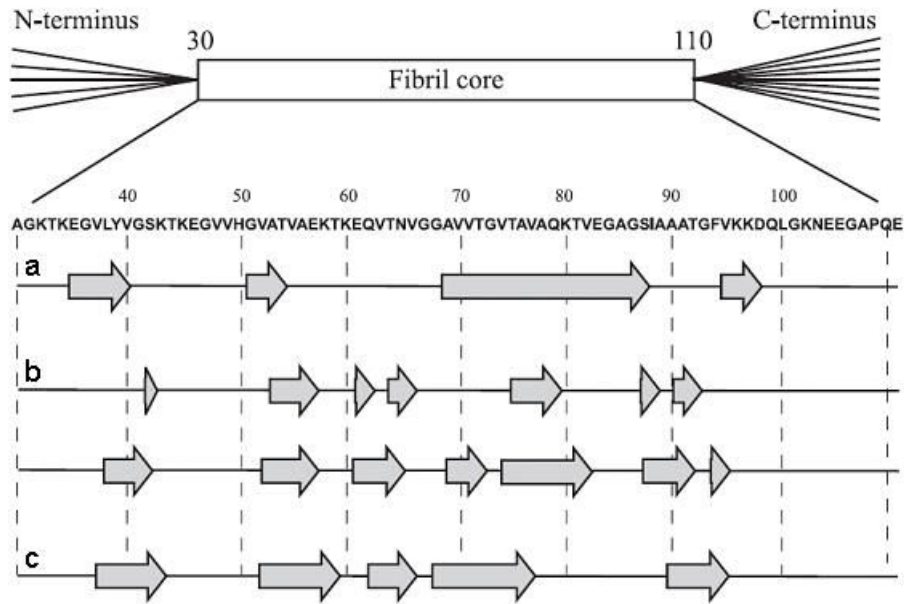 N-terminus C-terminus
30 110
Fibril core
40 50 60 70 80 90 100
AGKTKEGVLYVGSKTKEGVVHGVATVAEKTKEQVTNVGGAVVTGVTAVAQKTVEGAGSIAAATGFVKKDQLGKNEEGAPQE
a
b
c